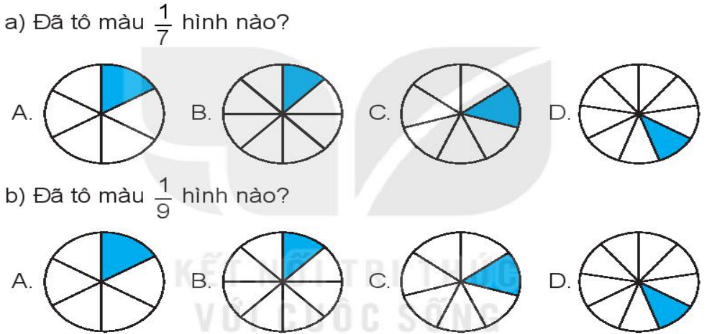 a) Đã tô màu 1/7 hình nào?
A. B. C. D.
b) Đã tô màu 1/9 hình nào?
A. B. C. D.
KẾT NỐI TRI THỨC
VỚI CUỘC SỐNG